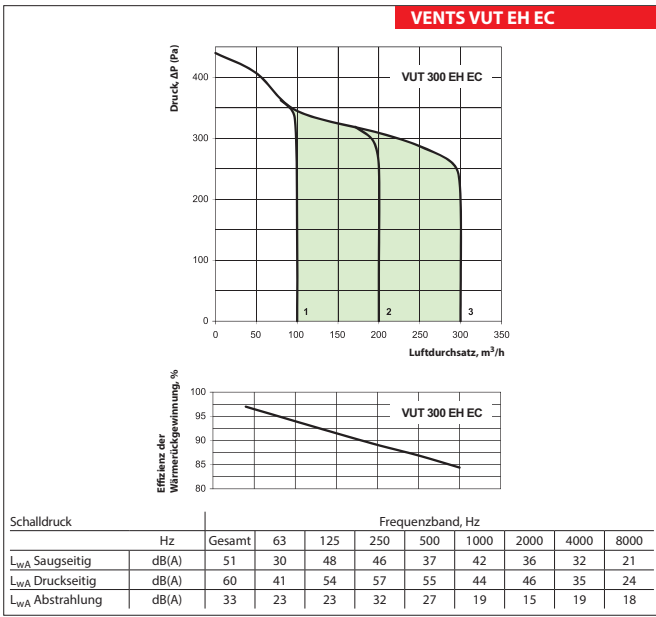 VENTS VUT EH EC
Druck, ΔP (Pa)
VUT 300 EH EC
400
300
200
100
0
1
2
3
0 50 100 150 200 250 300 350
Luftdurchsatz, m³/h
Effizienz der
Wärmerückgewinnung, %
VUT 300 EH EC
100
95
90
85
80
Schalldruck Frequenzband, Hz
Hz Gesamt 63 125 250 500 1000 2000 4000 8000
LwA Saugseitig dB(A) 51 30 48 46 37 42 36 32 21
LwA Druckseitig dB(A) 60 41 54 57 55 44 46 35 24
LwA Abstrahlung dB(A) 33 23 23 32 27 19 15 19 18